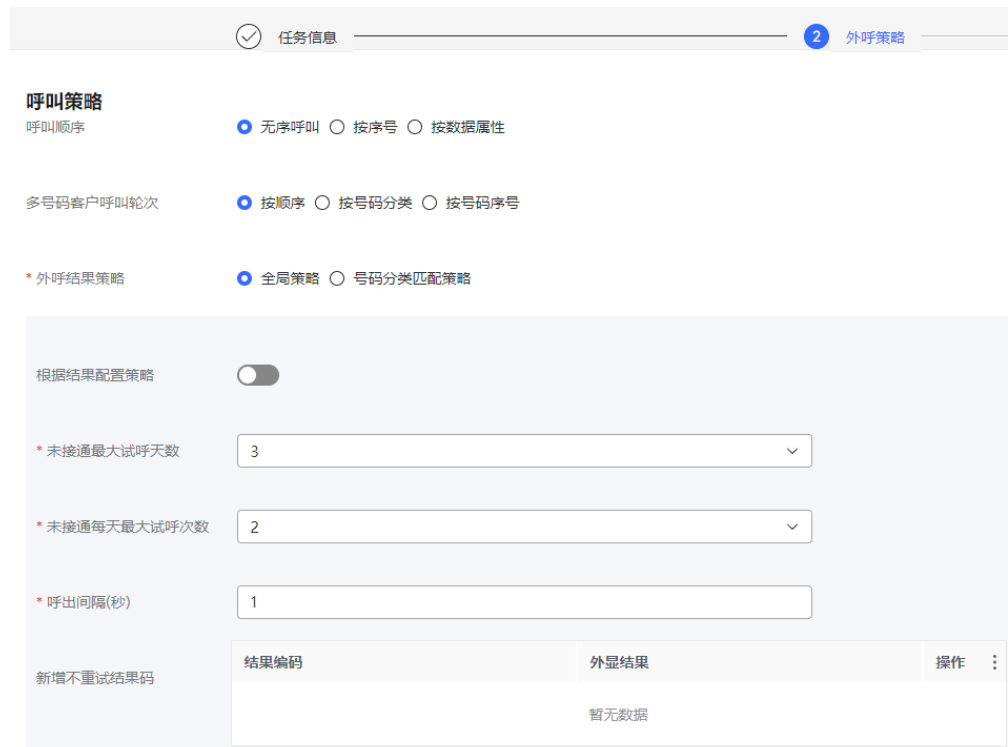 任务信息 2 外呼策略
呼叫策略
呼叫顺序 无序呼叫 按序号 按数据属性
多号码客户呼叫轮次 按顺序 按号码分类 按号码序号
* 外呼结果策略 全局策略 号码分类匹配策略
根据结果配置策略
* 未接通最大试呼天数 3
* 未接通每天最大试呼次数 2
* 呼出间隔(秒) 1
结果编码 外显结果 操作
新增不重试结果码
暂无数据